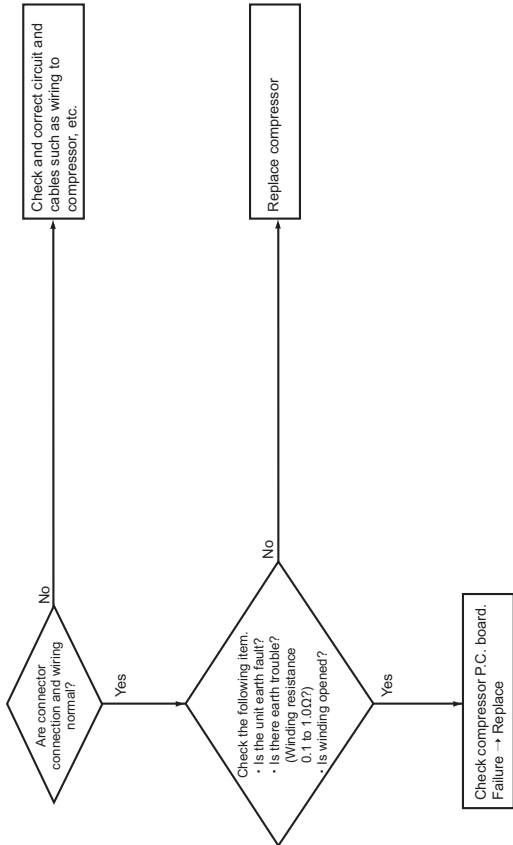 Are connector
connection and wiring
normal?
No
Check and correct circuit and
cables such as wiring to
compressor, etc.
Yes
Check the following item.
· Is the unit earth fault?
· Is there earth trouble?
(Winding resistance
0.1 to 1.0Ω?)
· Is winding opened?
No
Replace compressor
Yes
Check compressor P.C. board.
Failure → Replace